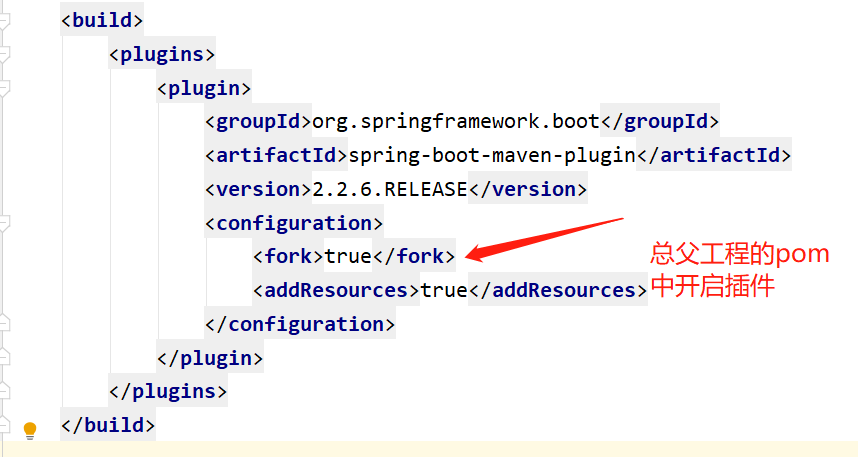 <build>
<plugins>
<plugin>
<groupId>org.springframework.boot</groupId>
<artifactId>spring-boot-maven-plugin</artifactId>
<version>2.2.6.RELEASE</version>
<configuration>
<fork>true</fork>
<addResources>true</addResources>
</configuration>
</plugin>
</plugins>
</build>
总父工程的pom
中开启插件